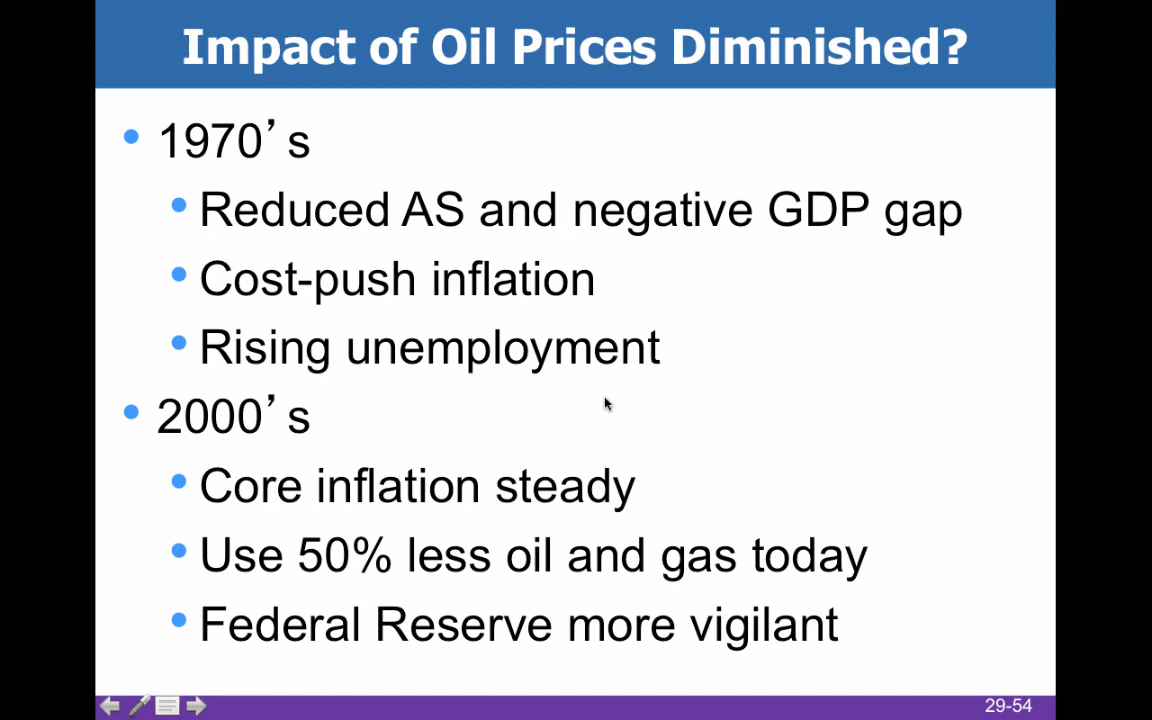 Impact of Oil Prices Diminished?
• 1970’s
• Reduced AS and negative GDP gap
• Cost-push inflation
• Rising unemployment
• 2000’s
• Core inflation steady
• Use 50% less oil and gas today
• Federal Reserve more vigilant
29-54